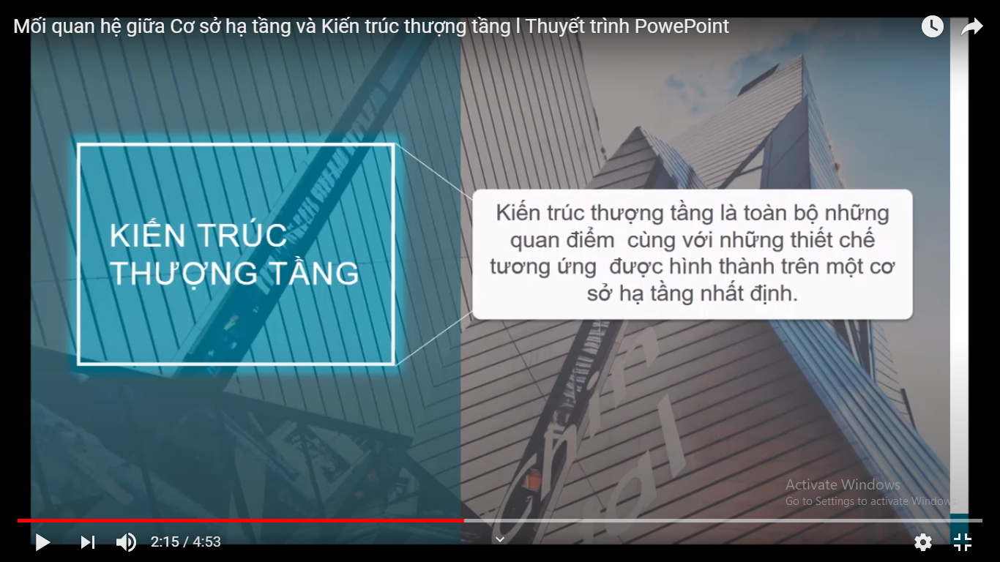 Mối quan hệ giữa Cơ sở hạ tầng và Kiến trúc thượng tầng l Thuyết trình PowePoint
KIẾN TRÚC
THƯỢNG TẦNG
Kiến trúc thượng tầng là toàn bộ những
quan điểm cùng với những thiết chế
tương ứng được hình thành trên một cơ
sở hạ tầng nhất định.
Activate Windows
Go to Settings to activate Windows.
2:15 / 4:53